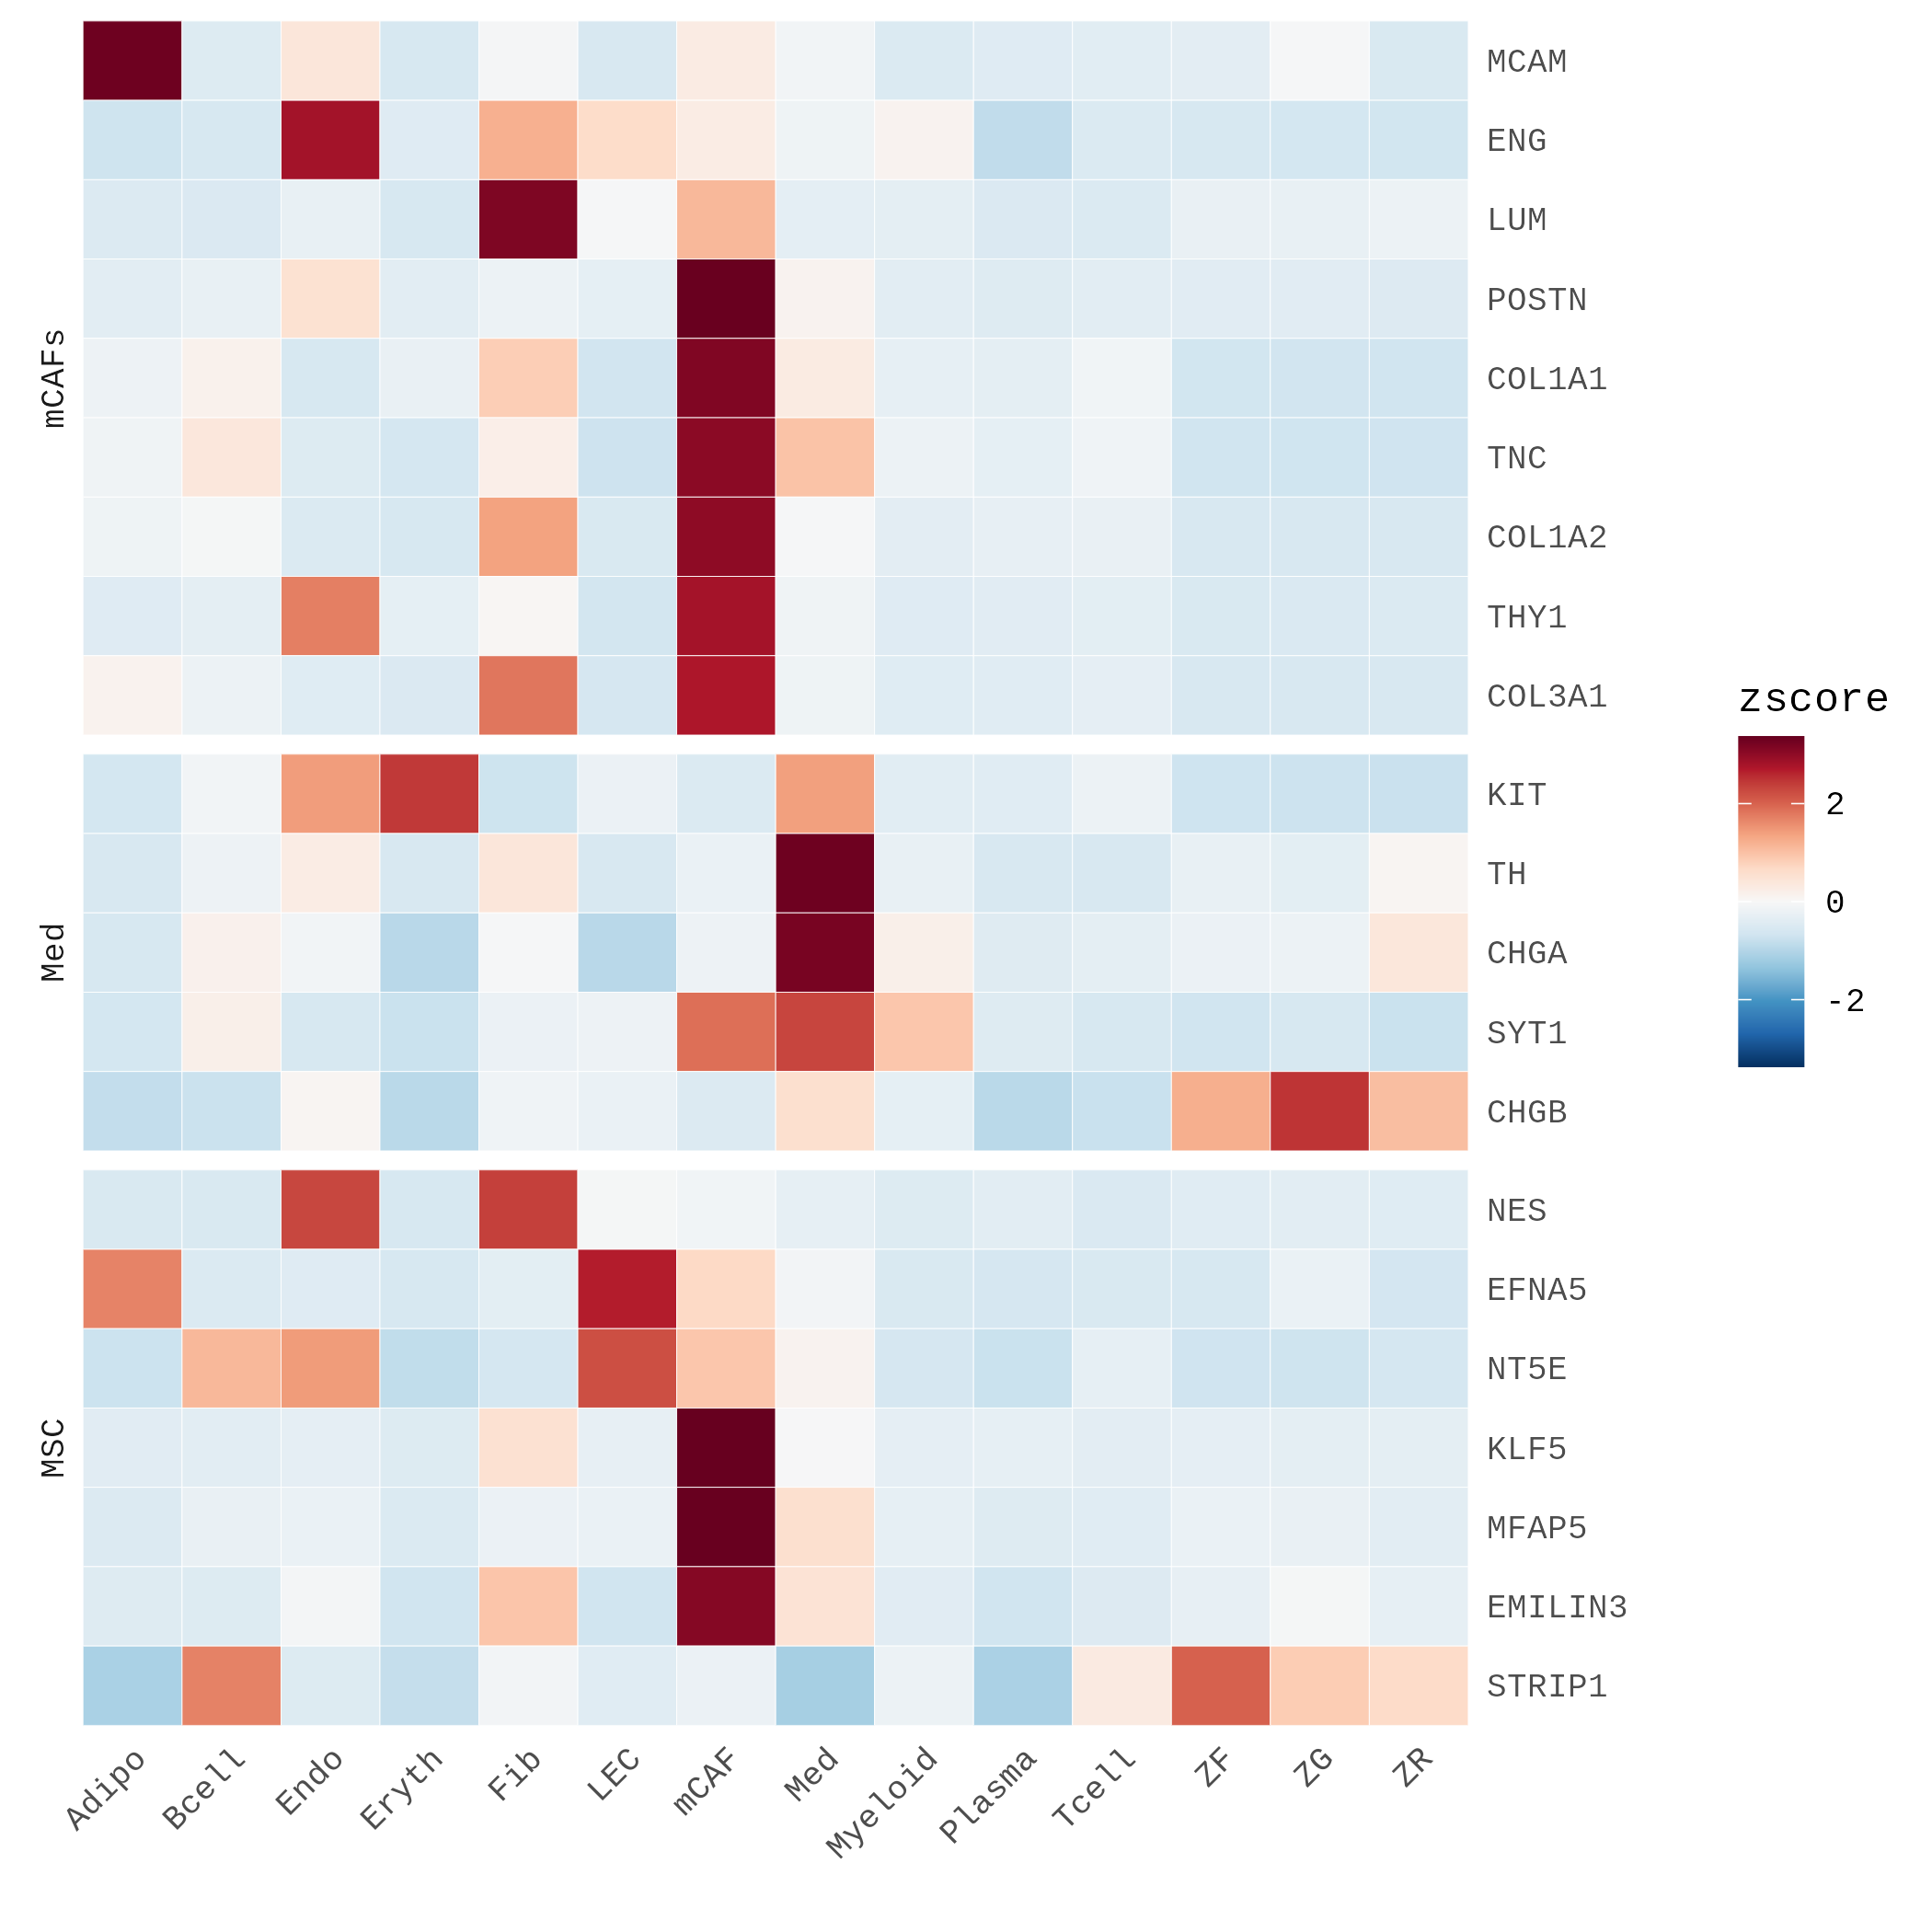 mCAFs
MCAM
ENG
LUM
POSTN
COL1A1
TNC
COL1A2
THY1
COL3A1
Med
KIT
TH
CHGA
SYT1
CHGB
MSC
NES
EFNA5
NT5E
KLF5
MFAP5
EMILIN3
STRIP1
Adipo Bcell Endo Eryth Fib LEC mCAF Med Myeloid Plasma Tcell ZF ZG ZR
zscore
2
0
-2